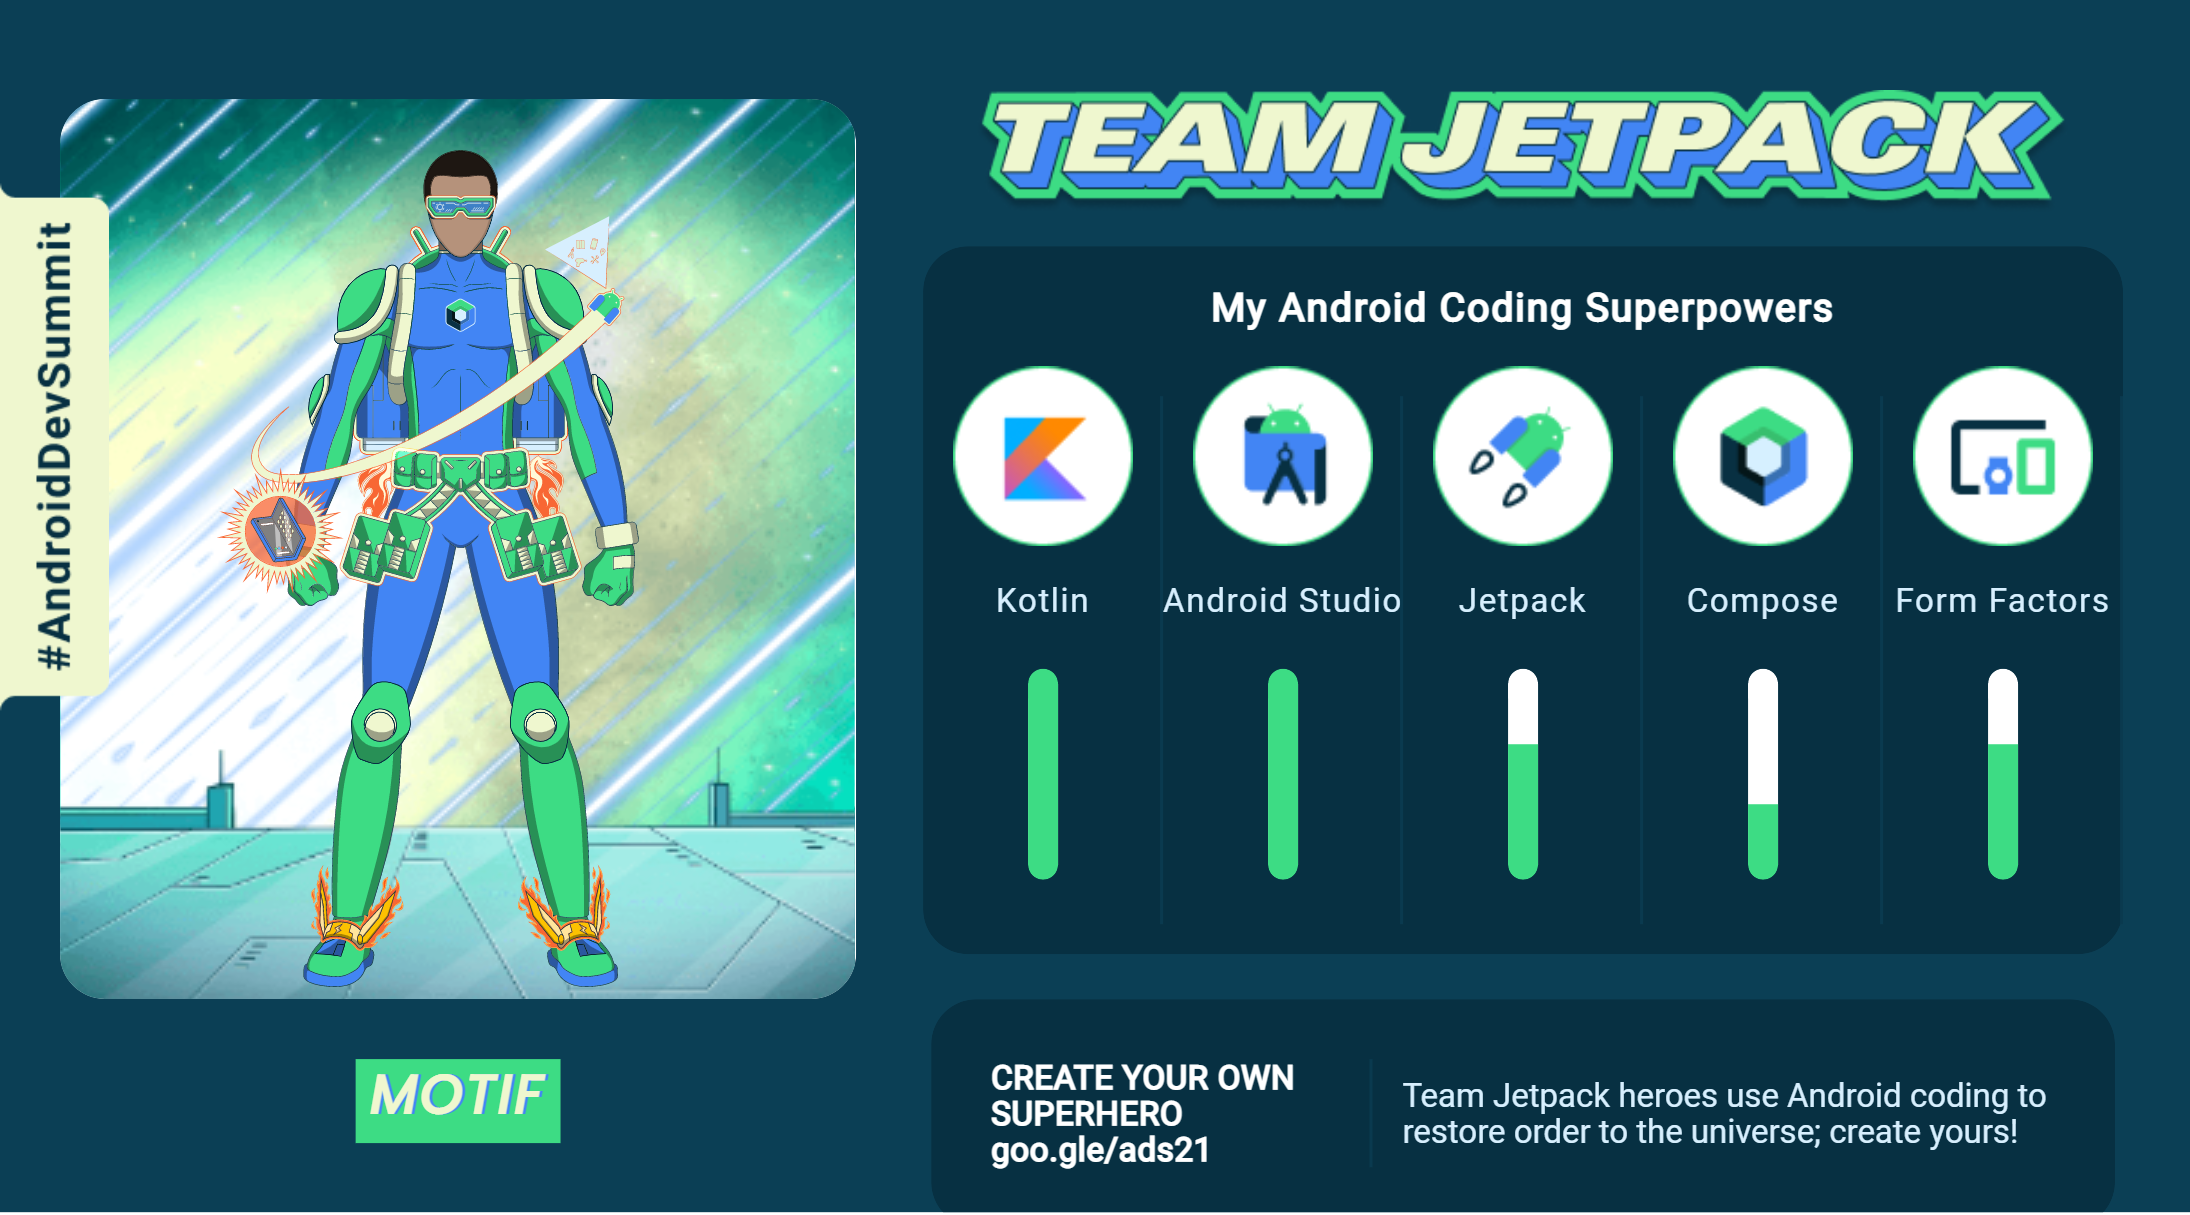 #AndroidDevSummit
MOTIF
TEAM JETPACK
My Android Coding Superpowers
Kotlin
Android Studio
Jetpack
Compose
Form Factors
CREATE YOUR OWN
SUPERHERO
goo.gle/ads21
Team Jetpack heroes use Android coding to
restore order to the universe; create yours!